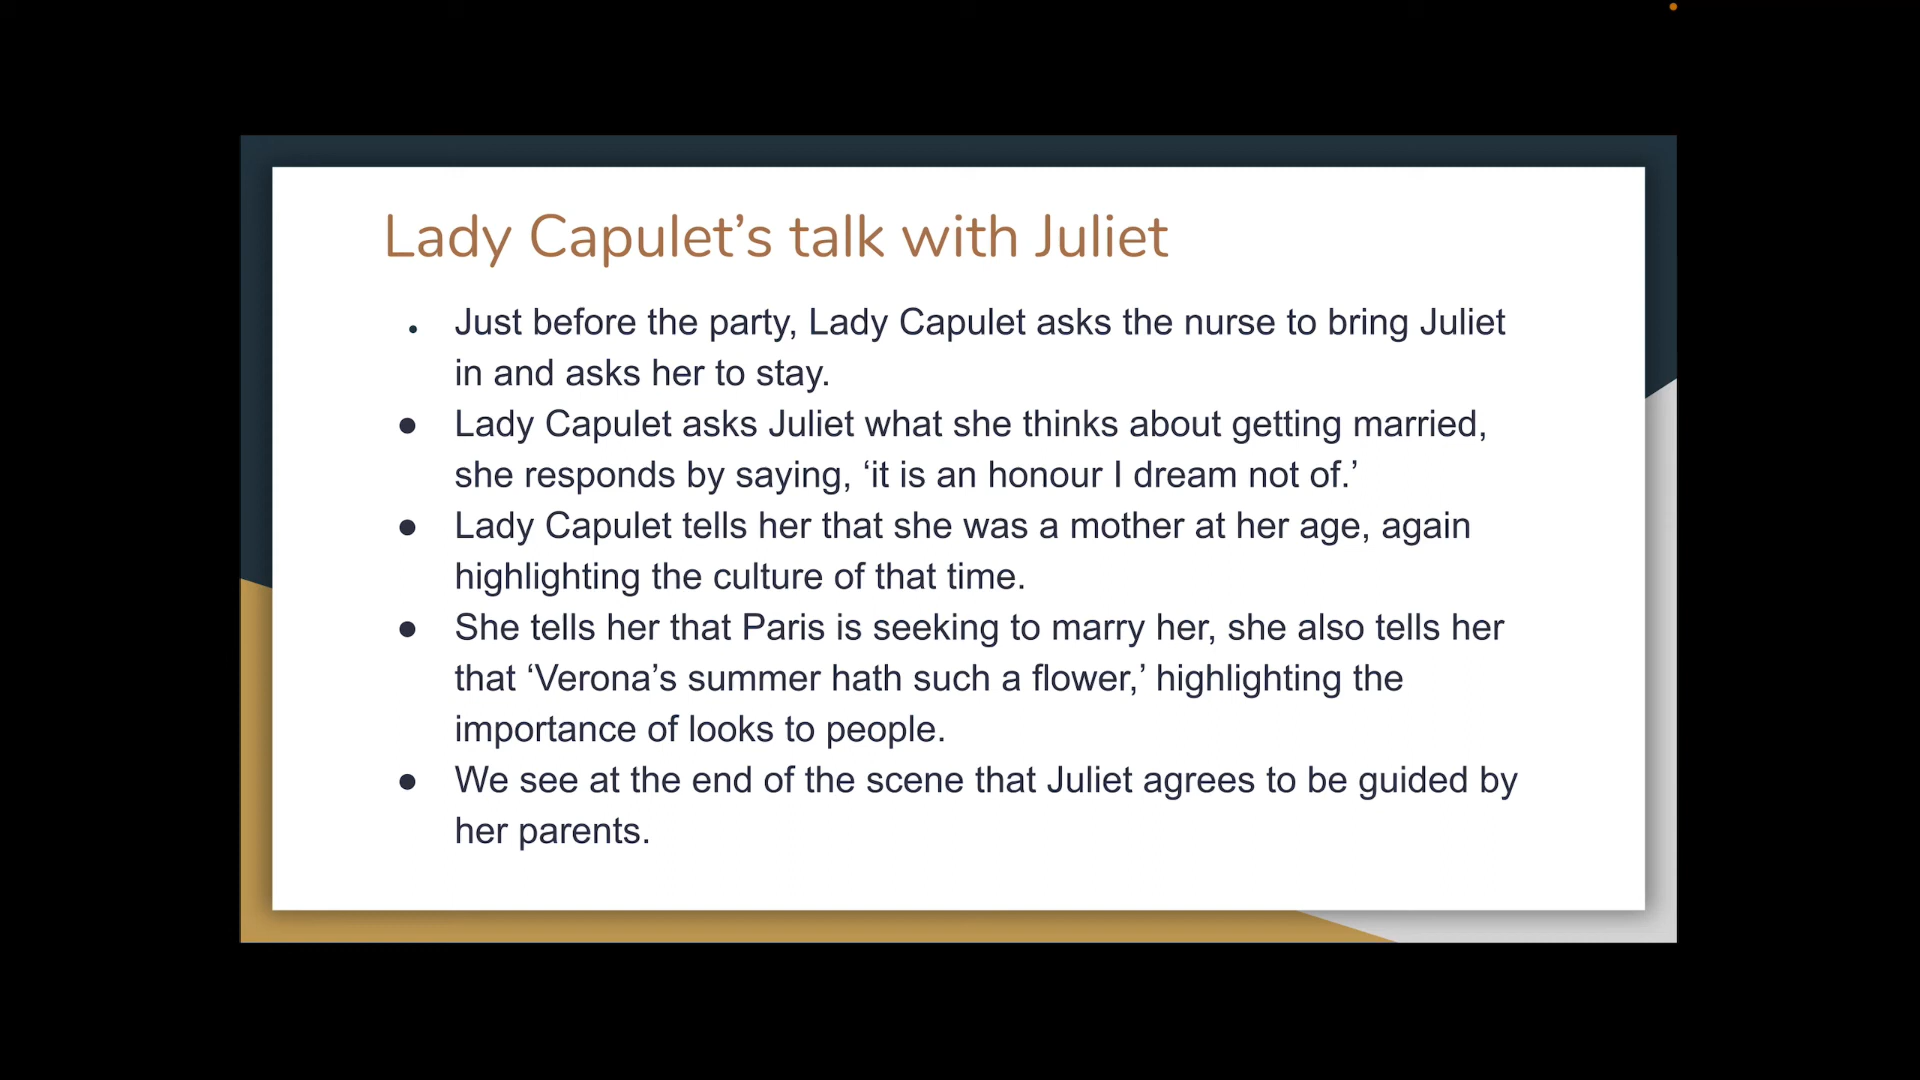 Lady Capulet’s talk with Juliet
• Just before the party, Lady Capulet asks the nurse to bring Juliet
in and asks her to stay.
● Lady Capulet asks Juliet what she thinks about getting married,
she responds by saying, ‘it is an honour I dream not of.’
● Lady Capulet tells her that she was a mother at her age, again
highlighting the culture of that time.
● She tells her that Paris is seeking to marry her, she also tells her
that ‘Verona’s summer hath such a flower,’ highlighting the
importance of looks to people.
● We see at the end of the scene that Juliet agrees to be guided by
her parents.